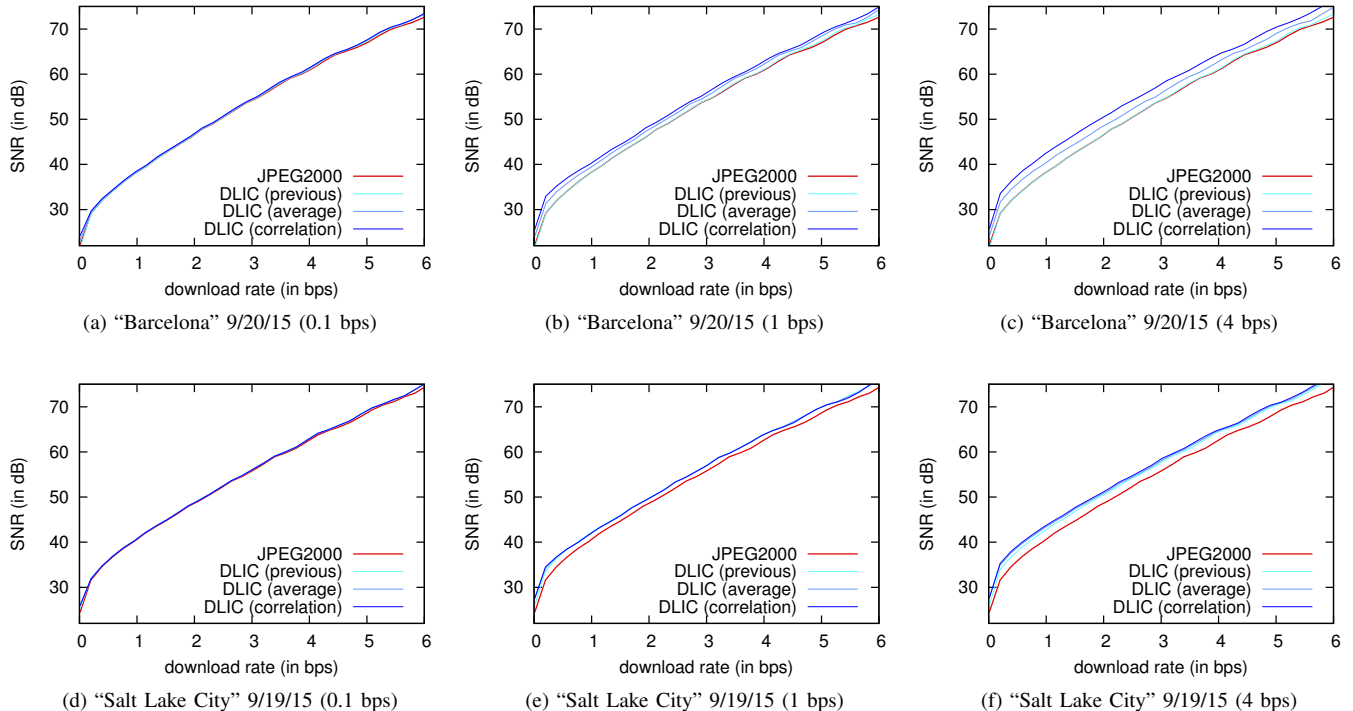 70
60
50
40
30
SNR (in dB)
JPEG2000
DLIC (previous)
DLIC (average)
DLIC (correlation)
0 1 2 3 4 5 6
download rate (in bps)
(a) “Barcelona” 9/20/15 (0.1 bps)
70
60
50
40
30
SNR (in dB)
JPEG2000
DLIC (previous)
DLIC (average)
DLIC (correlation)
0 1 2 3 4 5 6
download rate (in bps)
(b) “Barcelona” 9/20/15 (1 bps)
70
60
50
40
30
SNR (in dB)
JPEG2000
DLIC (previous)
DLIC (average)
DLIC (correlation)
0 1 2 3 4 5 6
download rate (in bps)
(c) “Barcelona” 9/20/15 (4 bps)
70
60
50
40
30
SNR (in dB)
JPEG2000
DLIC (previous)
DLIC (average)
DLIC (correlation)
0 1 2 3 4 5 6
download rate (in bps)
(d) “Salt Lake City” 9/19/15 (0.1 bps)
70
60
50
40
30
SNR (in dB)
JPEG2000
DLIC (previous)
DLIC (average)
DLIC (correlation)
0 1 2 3 4 5 6
download rate (in bps)
(e) “Salt Lake City” 9/19/15 (1 bps)
70
60
50
40
30
SNR (in dB)
JPEG2000
DLIC (previous)
DLIC (average)
DLIC (correlation)
0 1 2 3 4 5 6
download rate (in bps)
(f) “Salt Lake City” 9/19/15 (4 bps)